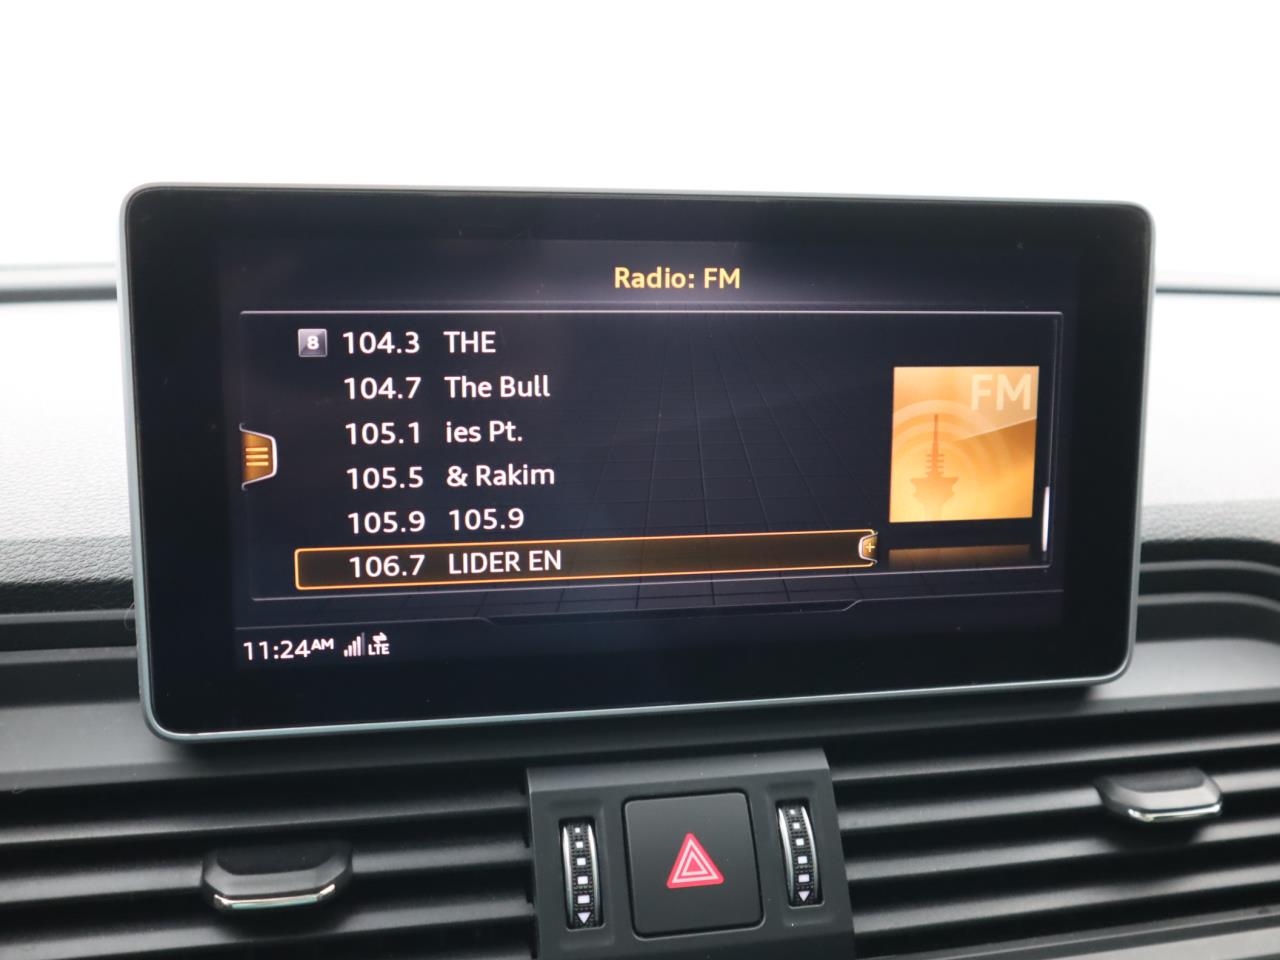 Radio: FM
8 104.3 THE
104.7 The Bull
105.1 ies Pt.
105.5 & Rakim
105.9 105.9
106.7 LIDER EN
FM
11:24AM LTE